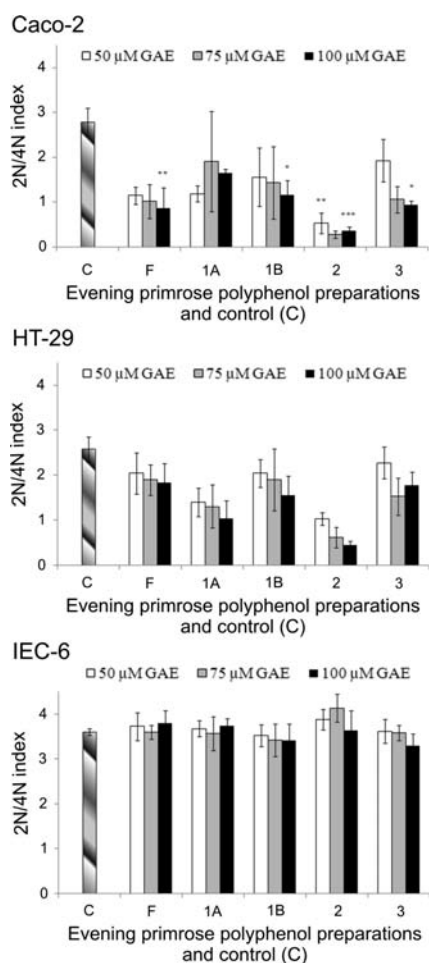 Caco-2
50 µM GAE 75 µM GAE 100 µM GAE
2N/4N index
4
3
2
1
0
** * ** *** *
C F 1A 1B 2 3
Evening primrose polyphenol preparations
and control (C)
HT-29
50 µM GAE 75 µM GAE 100 µM GAE
2N/4N index
4
3
2
1
0
C F 1A 1B 2 3
Evening primrose polyphenol preparations
and control (C)
IEC-6
50 µM GAE 75 µM GAE 100 µM GAE
2N/4N index
5
4
3
2
1
0
C F 1A 1B 2 3
Evening primrose polyphenol preparations
and control (C)